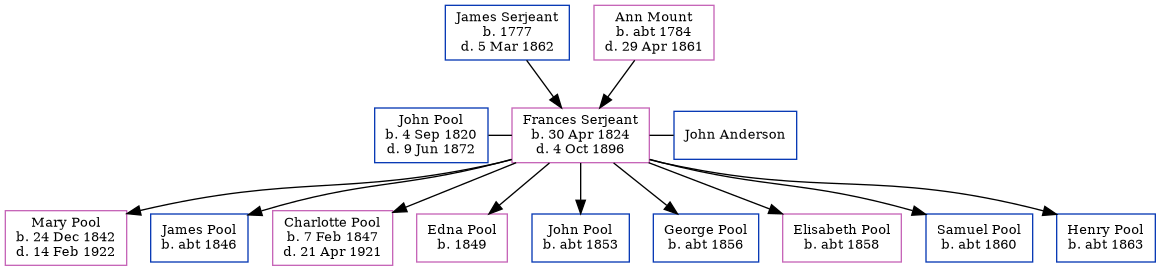 James Serjeant
b. 1777
d. 5 Mar 1862
Ann Mount
b. abt 1784
d. 29 Apr 1861
John Pool
b. 4 Sep 1820
d. 9 Jun 1872
Frances Serjeant
b. 30 Apr 1824
d. 4 Oct 1896
John Anderson
Mary Pool
b. 24 Dec 1842
d. 14 Feb 1922
James Pool
b. abt 1846
Charlotte Pool
b. 7 Feb 1847
d. 21 Apr 1921
Edna Pool
b. 1849
John Pool
b. abt 1853
George Pool
b. abt 1856
Elisabeth Pool
b. abt 1858
Samuel Pool
b. abt 1860
Henry Pool
b. abt 1863